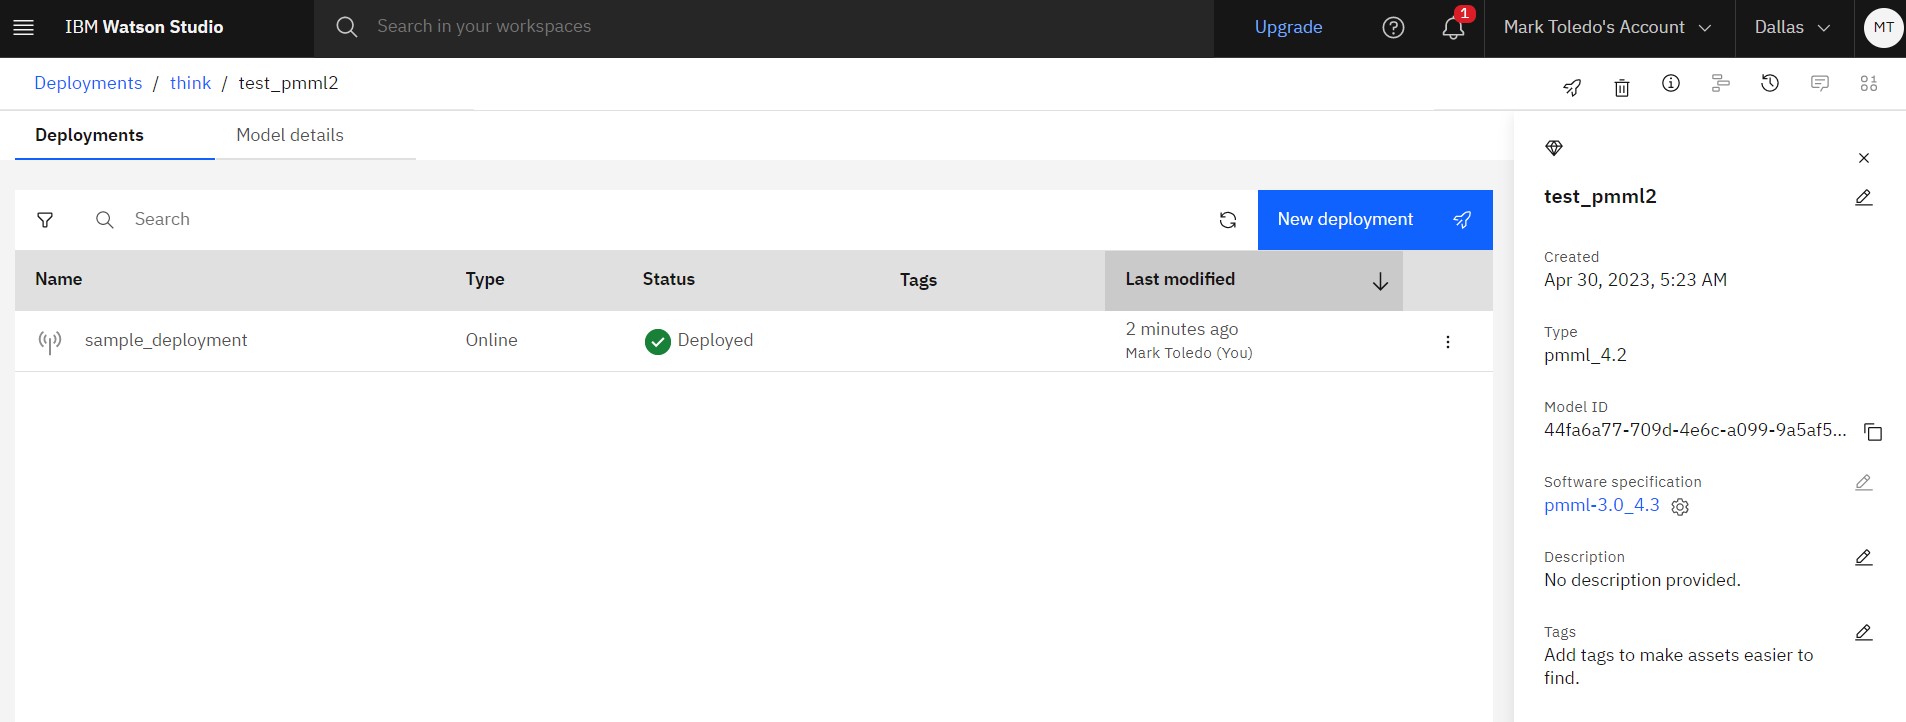 IBM Watson Studio
Search in your workspaces
Upgrade
1
Mark Toledo's Account
Dallas
MT
Deployments / think / test_pmml2
Deployments
Model details
Search
New deployment
Name Type Status Tags Last modified
sample_deployment Online Deployed 2 minutes ago
Mark Toledo (You)
test_pmml2
Created
Apr 30, 2023, 5:23 AM
Type
pmml_4.2
Model ID
44fa6a77-709d-4e6c-a099-9a5af5...
Software specification
pmml-3.0_4.3
Description
No description provided.
Tags
Add tags to make assets easier to
find.